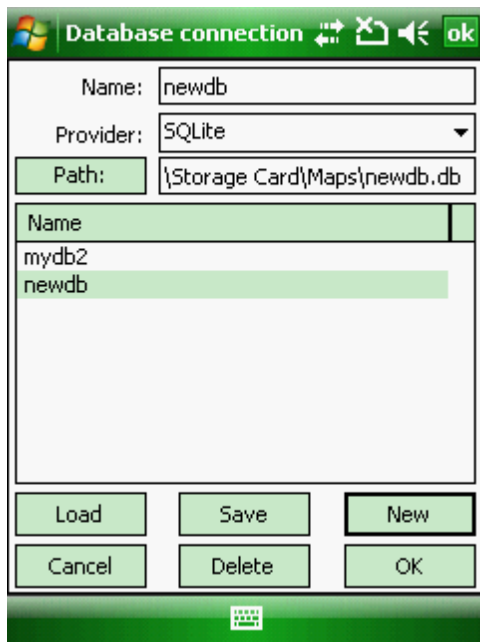 Database connection ok
Name: newdb
Provider: SQLite
Path: \Storage Card\Maps\newdb.db
Name
mydb2
newdb
Load Save New
Cancel Delete OK